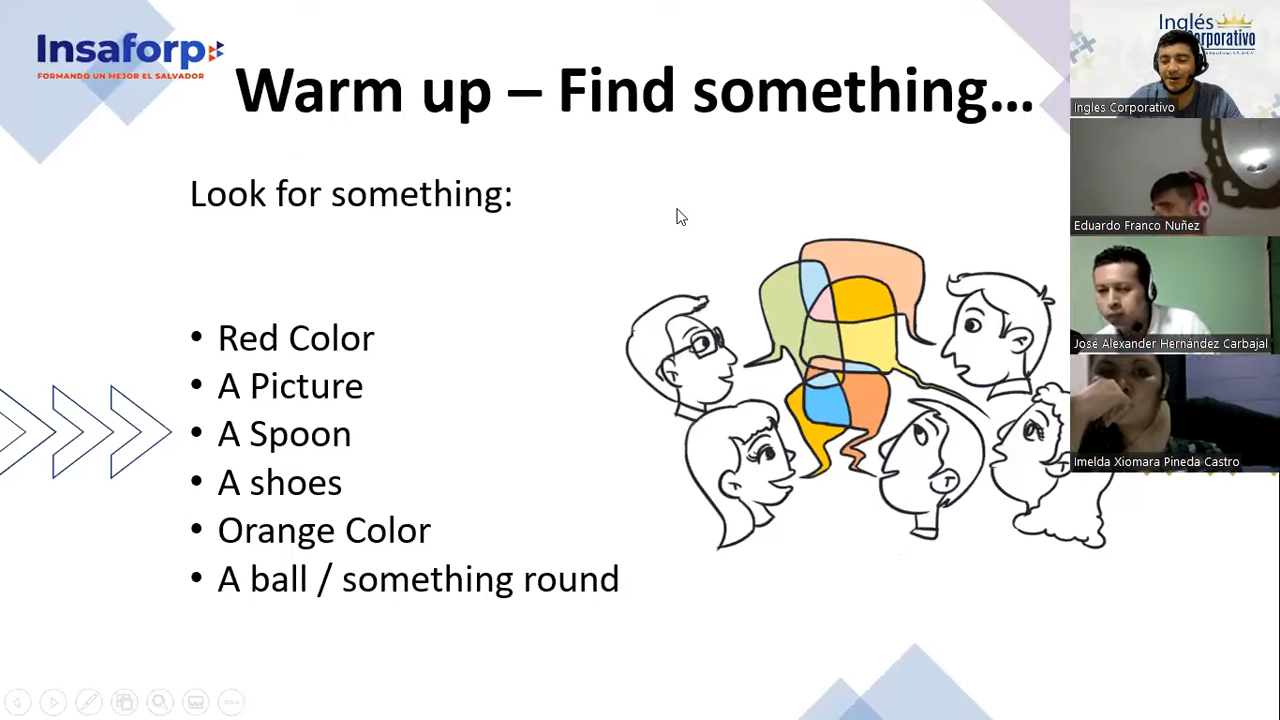 Insaforp
FORMANDO UN MEJOR EL SALVADOR
Warm up – Find something...
Look for something:
• Red Color
• A Picture
• A Spoon
• A shoes
• Orange Color
• A ball / something round
Inglés
Corporativo
Ingles Corporativo
Eduardo Franco Nuñez
José Alexander Hernández Carbajal
Imelda Xiomara Pineda Castro